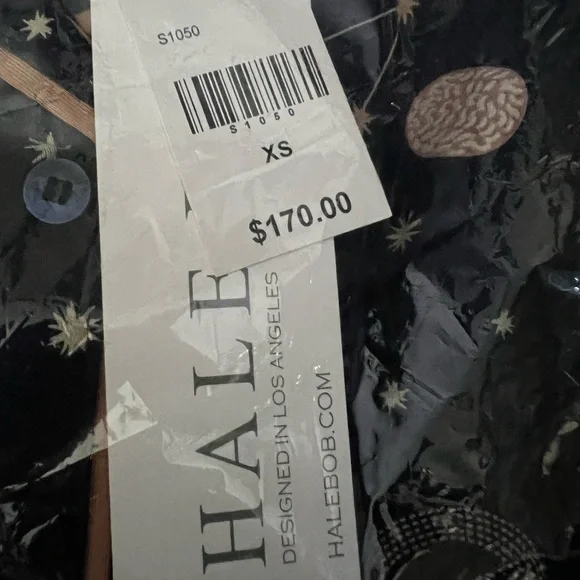 S1050
S1050
XS
$170.00
HALE
DESIGNED IN LOS ANGELES
HALEBOB.COM